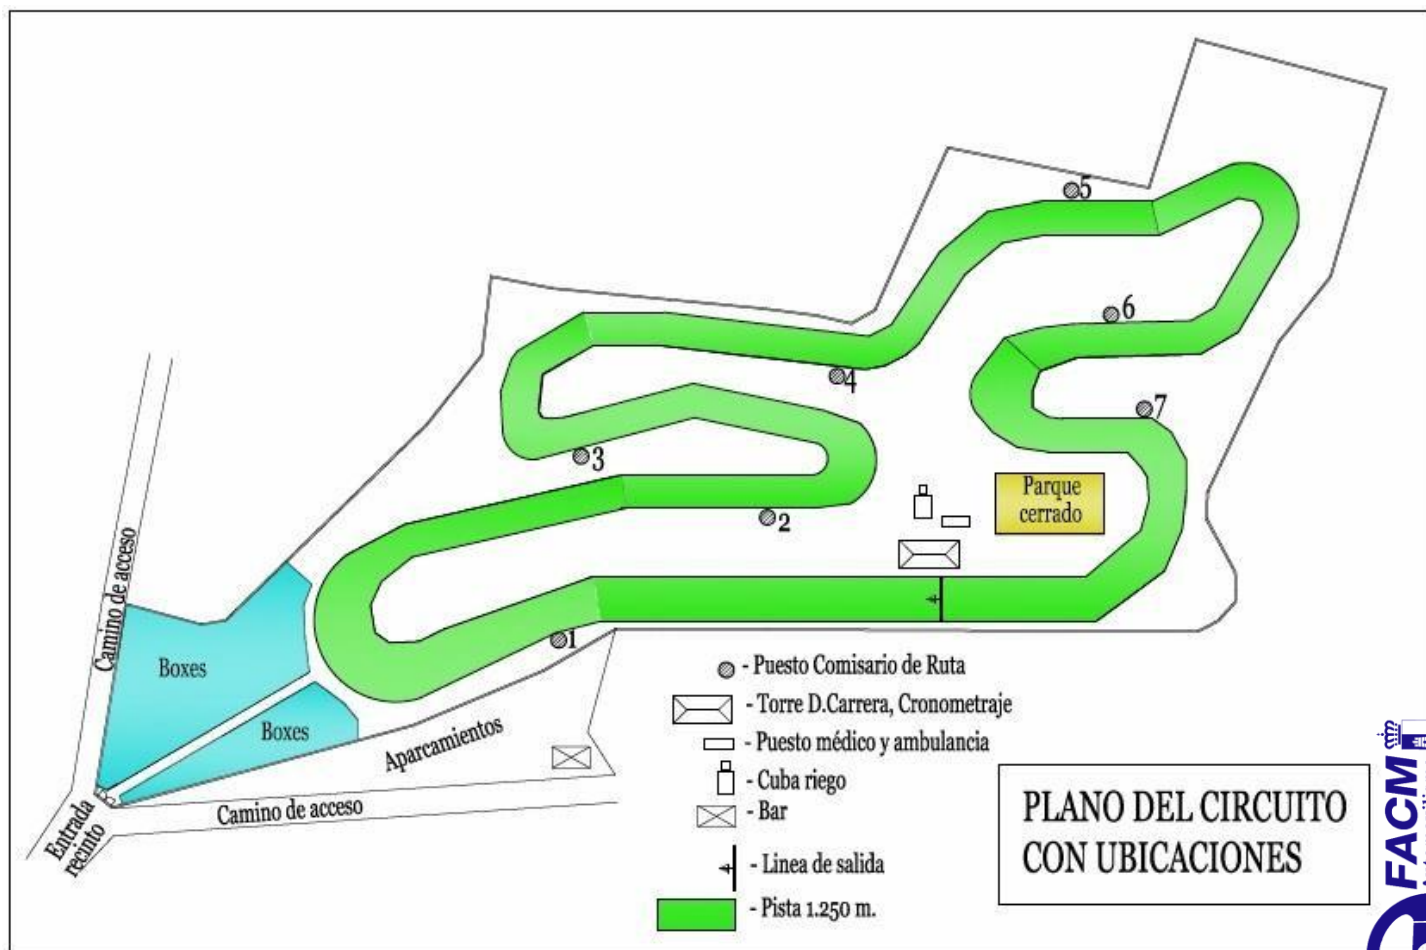 5
6
4
7
3
Parque
cerrado
2
Camino de acceso
1
Boxes
Boxes
Aparcamientos
Camino de acceso
Entrada
recinto
- Puesto Comisario de Ruta
- Torre D.Carrera, Cronometraje
- Puesto médico y ambulancia
- Cuba riego
- Bar
- Linea de salida
- Pista 1.250 m.
PLANO DEL CIRCUITO
CON UBICACIONES
FACM